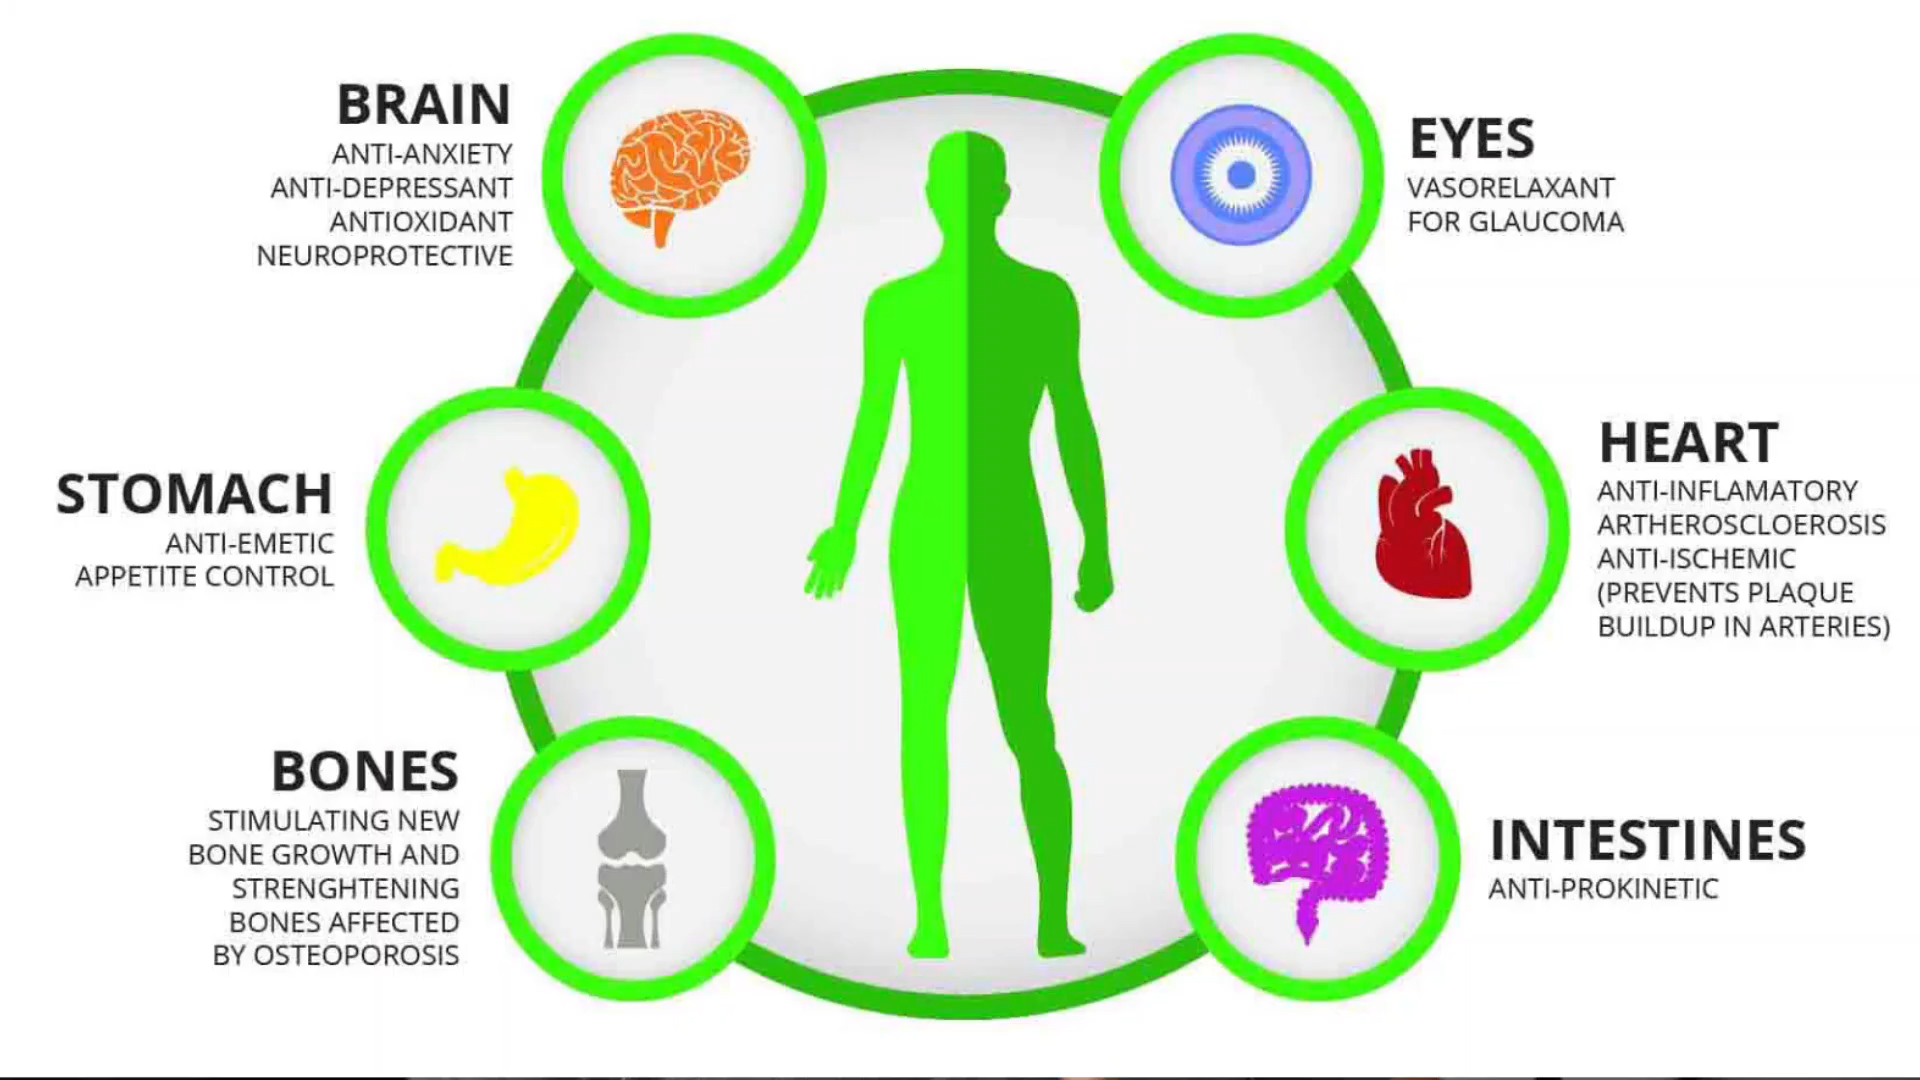 BRAIN
ANTI-ANXIETY
ANTI-DEPRESSANT
ANTIOXIDANT
NEUROPROTECTIVE
EYES
VASORELAXANT
FOR GLAUCOMA
STOMACH
ANTI-EMETIC
APPETITE CONTROL
HEART
ANTI-INFLAMATORY
ARTHEROSCLOEROSIS
ANTI-ISCHEMIC
(PREVENTS PLAQUE
BUILDUP IN ARTERIES)
BONES
STIMULATING NEW
BONE GROWTH AND
STRENGHTENING
BONES AFFECTED
BY OSTEOPOROSIS
INTESTINES
ANTI-PROKINETIC